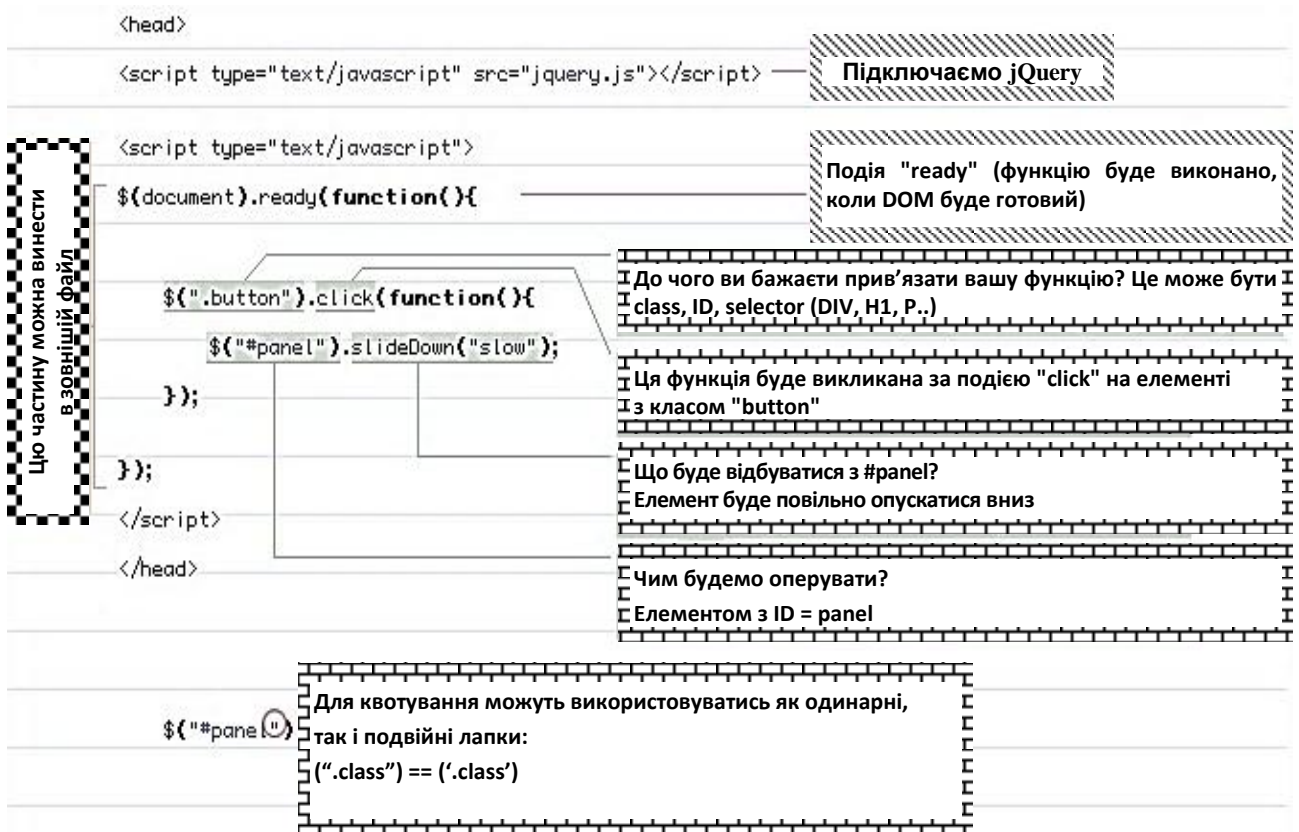 <head>
<script type="text/javascript" src="jquery.js"></script>
Підключаємо jQuery
<script type="text/javascript">
Подія "ready" (функцію буде виконано,
коли DOM буде готовий)
$(document).ready(function(){
Цю частину можна винести
в зовнішій файл
До чого ви бажаєти прив’язати вашу функцію? Це може бути
class, ID, selector (DIV, H1, P..)
$(".button").click(function(){
$("#panel").slideDown("slow");
Ця функція буде викликана за подією "click" на елементі
з класом "button"
});
Що буде відбуватися з #panel?
Елемент буде повільно опускатися вниз
});
</script>
</head>
Чим будемо оперувати?
Елементом з ID = panel
Для квотування можуть використовуватись як одинарні,
$("#panel")
так і подвійні лапки:
(“.class”) == (‘.class’)